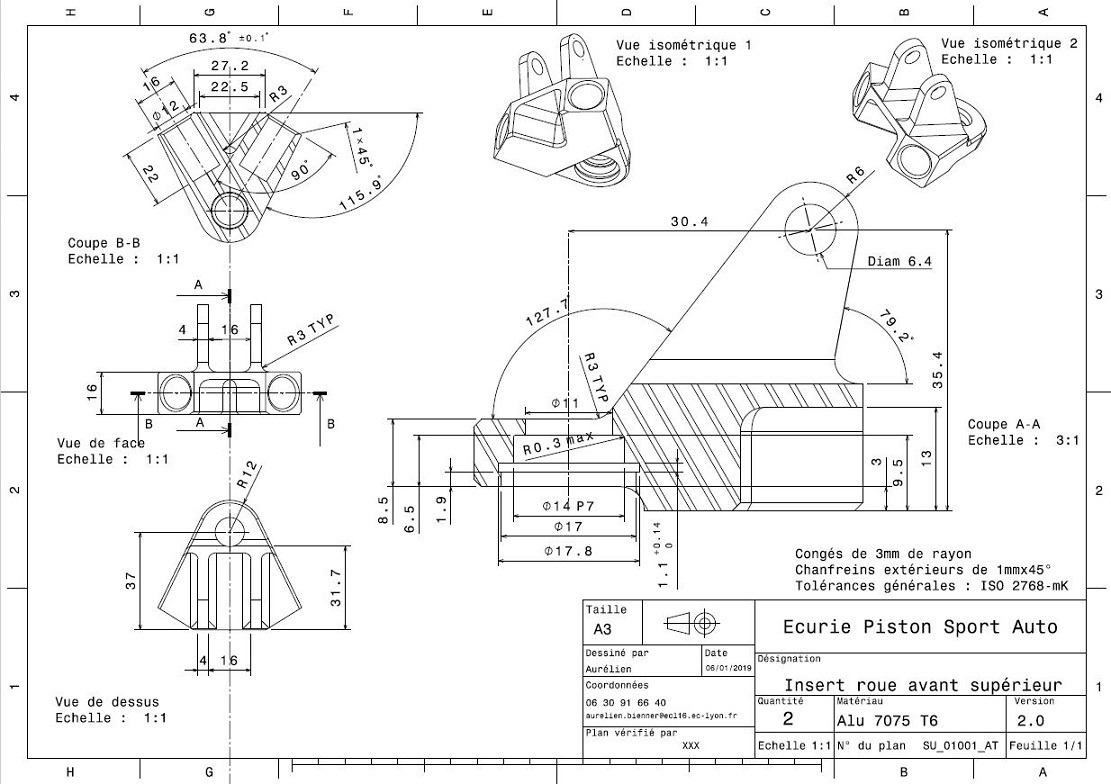 H G F E D C B A
4
3
2
1
4
3
2
1
63.8° ±0.1°
27.2
22.5
16
Φ12
R3
22
90°
1×45°
115.9°
Coupe B-B
Echelle : 1:1
Vue isométrique 1
Echelle : 1:1
Vue isométrique 2
Echelle : 1:1
A
4
16
R3 TYP
16
B
A
B
Vue de face
Echelle : 1:1
R12
37
31.7
4
16
Vue de dessus
Echelle : 1:1
R6
30.4
Diam 6.4
127.7°
79.2°
R3 TYP
35.4
Φ11
R0.3 max
8.5
6.5
1.9
Φ14 P7
Φ17
Φ17.8
1.1 +0.14
0
3
9.5
13
Coupe A-A
Echelle : 3:1
Congés de 3mm de rayon
Chanfreins extérieurs de 1mmx45°
Tolérances générales : ISO 2768-mK
Taille
A3
Ecurie Piston Sport Auto
Dessiné par
Aurélien
Date
06/01/2019
Désignation
Insert roue avant supérieur
Coordonnées
06 30 91 66 40
aurelien.bienner@ecl16.ec-lyon.fr
Quantité
2
Matériau
Alu 7075 T6
Version
2.0
Plan vérifié par
XXX
Echelle 1:1
N° du plan SU_01001_AT
Feuille 1/1
H G B A